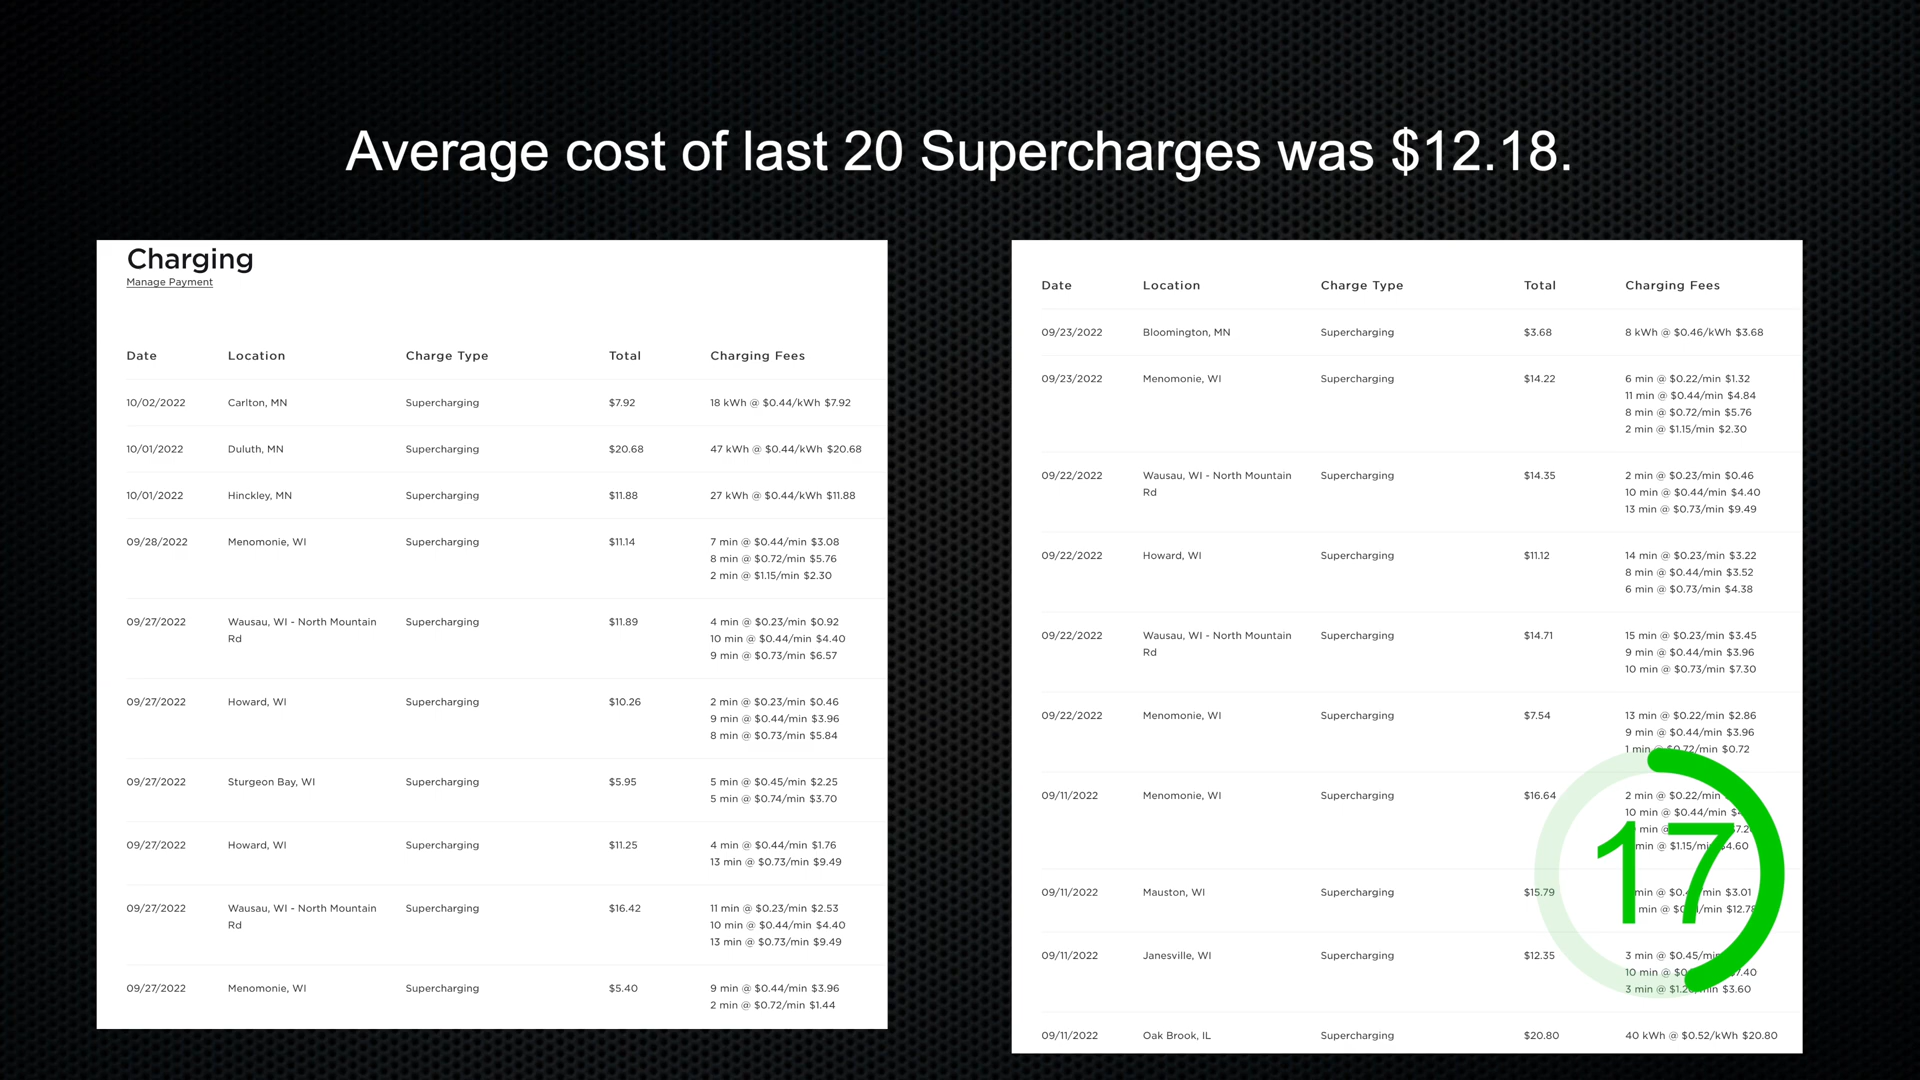 Average cost of last 20 Supercharges was $12.18.
Charging
Manage Payment
Date Location Charge Type Total Charging Fees
10/02/2022 Carlton, MN Supercharging $7.92 18 kWh @ $0.44/kWh $7.92
10/01/2022 Duluth, MN Supercharging $20.68 47 kWh @ $0.44/kWh $20.68
10/01/2022 Hinckley, MN Supercharging $11.88 27 kWh @ $0.44/kWh $11.88
09/28/2022 Menomonie, WI Supercharging $11.14 7 min @ $0.44/min $3.08
8 min @ $0.72/min $5.76
2 min @ $1.15/min $2.30
09/27/2022 Wausau, WI - North Mountain Supercharging $11.89 4 min @ $0.23/min $0.92
Rd 10 min @ $0.44/min $4.40
9 min @ $0.73/min $6.57
09/27/2022 Howard, WI Supercharging $10.26 2 min @ $0.23/min $0.46
9 min @ $0.44/min $3.96
8 min @ $0.73/min $5.84
09/27/2022 Sturgeon Bay, WI Supercharging $5.95 5 min @ $0.45/min $2.25
5 min @ $0.74/min $3.70
09/27/2022 Howard, WI Supercharging $11.25 4 min @ $0.44/min $1.76
13 min @ $0.73/min $9.49
09/27/2022 Wausau, WI - North Mountain Supercharging $16.42 11 min @ $0.23/min $2.53
Rd 10 min @ $0.44/min $4.40
13 min @ $0.73/min $9.49
09/27/2022 Menomonie, WI Supercharging $5.40 9 min @ $0.44/min $3.96
2 min @ $0.72/min $1.44
Date Location Charge Type Total Charging Fees
09/23/2022 Bloomington, MN Supercharging $3.68 8 kWh @ $0.46/kWh $3.68
09/23/2022 Menomonie, WI Supercharging $14.22 6 min @ $0.22/min $1.32
11 min @ $0.44/min $4.84
8 min @ $0.72/min $5.76
2 min @ $1.15/min $2.30
09/22/2022 Wausau, WI - North Mountain Supercharging $14.35 2 min @ $0.23/min $0.46
Rd 10 min @ $0.44/min $4.40
13 min @ $0.73/min $9.49
09/22/2022 Howard, WI Supercharging $11.12 14 min @ $0.23/min $3.22
8 min @ $0.44/min $3.52
6 min @ $0.73/min $4.38
09/22/2022 Wausau, WI - North Mountain Supercharging $14.71 15 min @ $0.23/min $3.45
Rd 9 min @ $0.44/min $3.96
10 min @ $0.73/min $7.30
09/22/2022 Menomonie, WI Supercharging $7.54 13 min @ $0.22/min $2.86
9 min @ $0.44/min $3.96
1 min @ $0.72/min $0.72
09/11/2022 Menomonie, WI Supercharging $16.64 2 min @ $0.22/min
10 min @ $0.44/min
min @
min @ $1.15/min $4.60
17
09/11/2022 Mauston, WI Supercharging $15.79 min @ $3.01
min @
09/11/2022 Janesville, WI Supercharging $12.35 3 min @ $0.45/min
10 min @
3 min @ $3.60
09/11/2022 Oak Brook, IL Supercharging $20.80 40 kWh @ $0.52/kWh $20.80